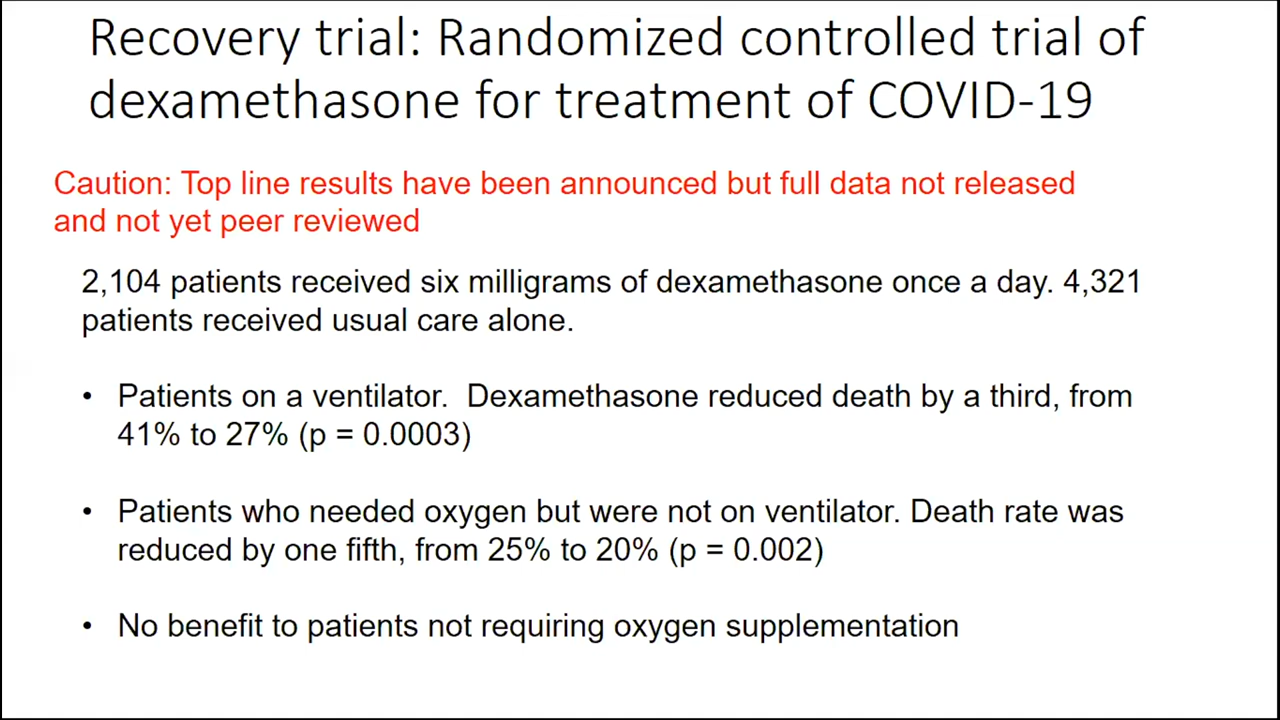 Recovery trial: Randomized controlled trial of
dexamethasone for treatment of COVID-19
Caution: Top line results have been announced but full data not released
and not yet peer reviewed
2,104 patients received six milligrams of dexamethasone once a day. 4,321
patients received usual care alone.
• Patients on a ventilator.  Dexamethasone reduced death by a third, from
41% to 27% (p = 0.0003)
• Patients who needed oxygen but were not on ventilator. Death rate was
reduced by one fifth, from 25% to 20% (p = 0.002)
• No benefit to patients not requiring oxygen supplementation